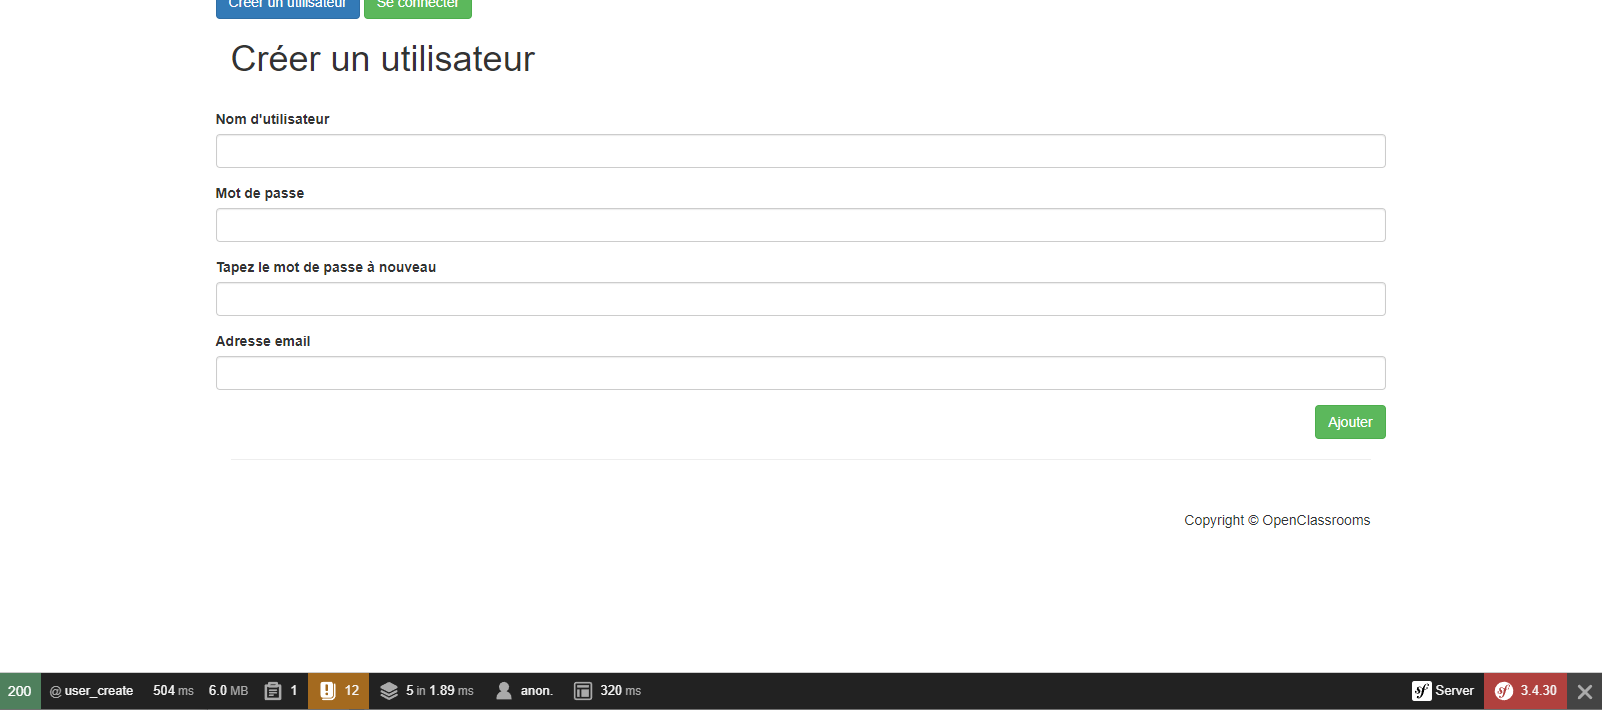 Créer un utilisateur Se connecter
Créer un utilisateur
Nom d'utilisateur
Mot de passe
Tapez le mot de passe à nouveau
Adresse email
Ajouter
Copyright © OpenClassrooms
200 @ user_create 504 ms 6.0 MB 1 12 5 in 1.89 ms anon. 320 ms sf Server sf 3.4.30